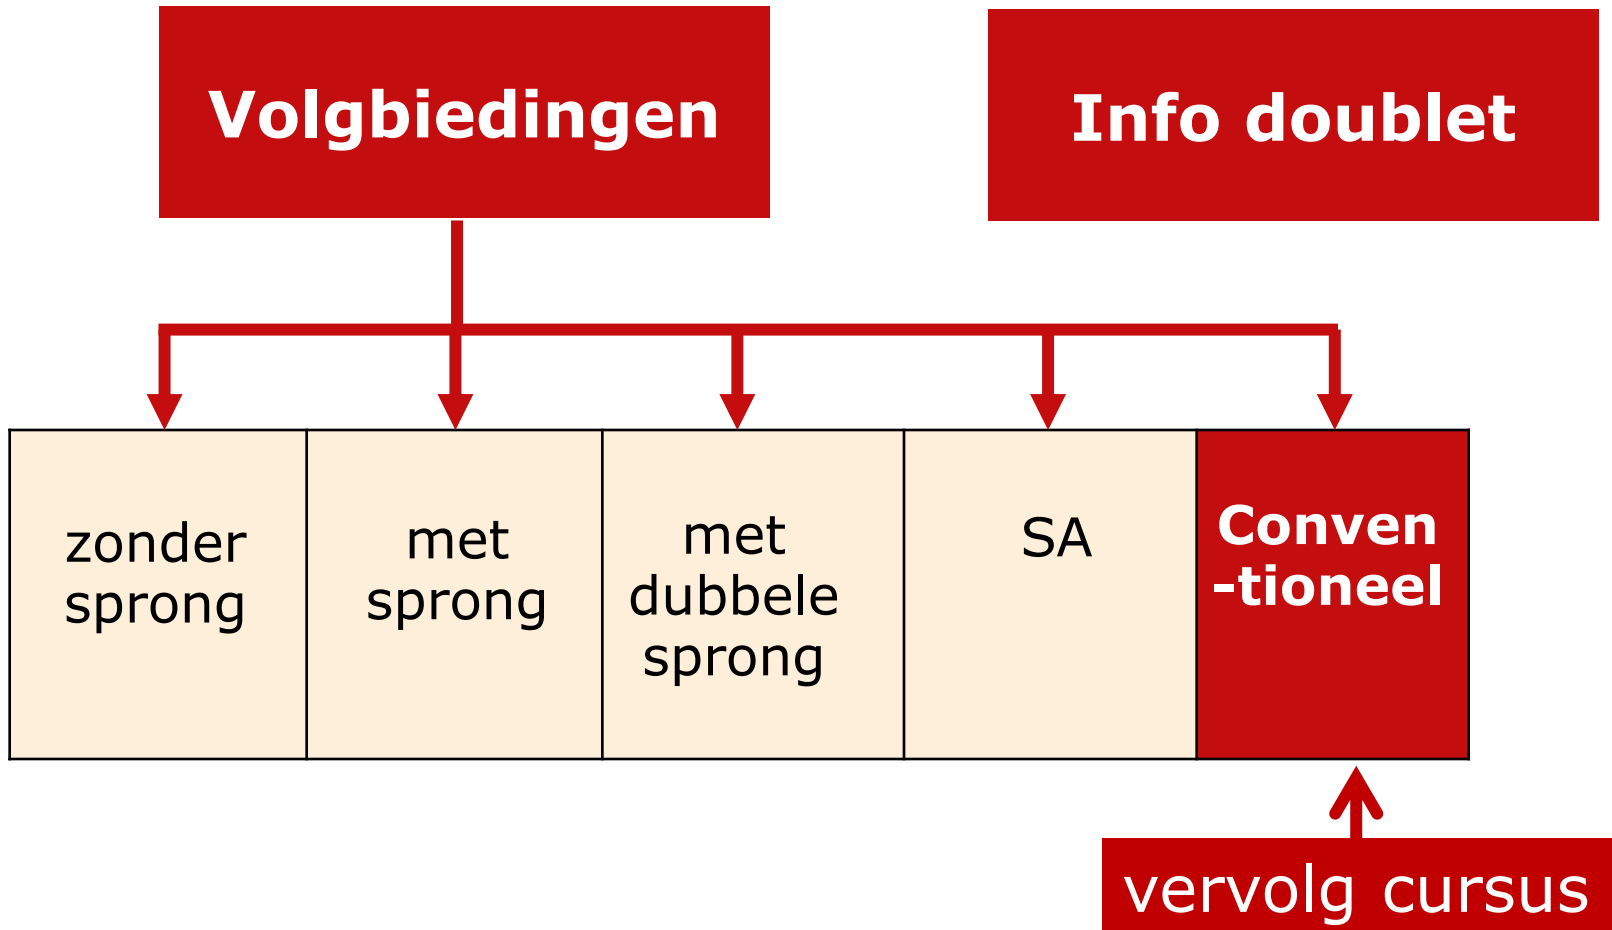 Volgbiedingen
Info doublet
zonder
sprong
met
sprong
met
dubbele
sprong
SA
Conven
-tioneel
vervolg cursus